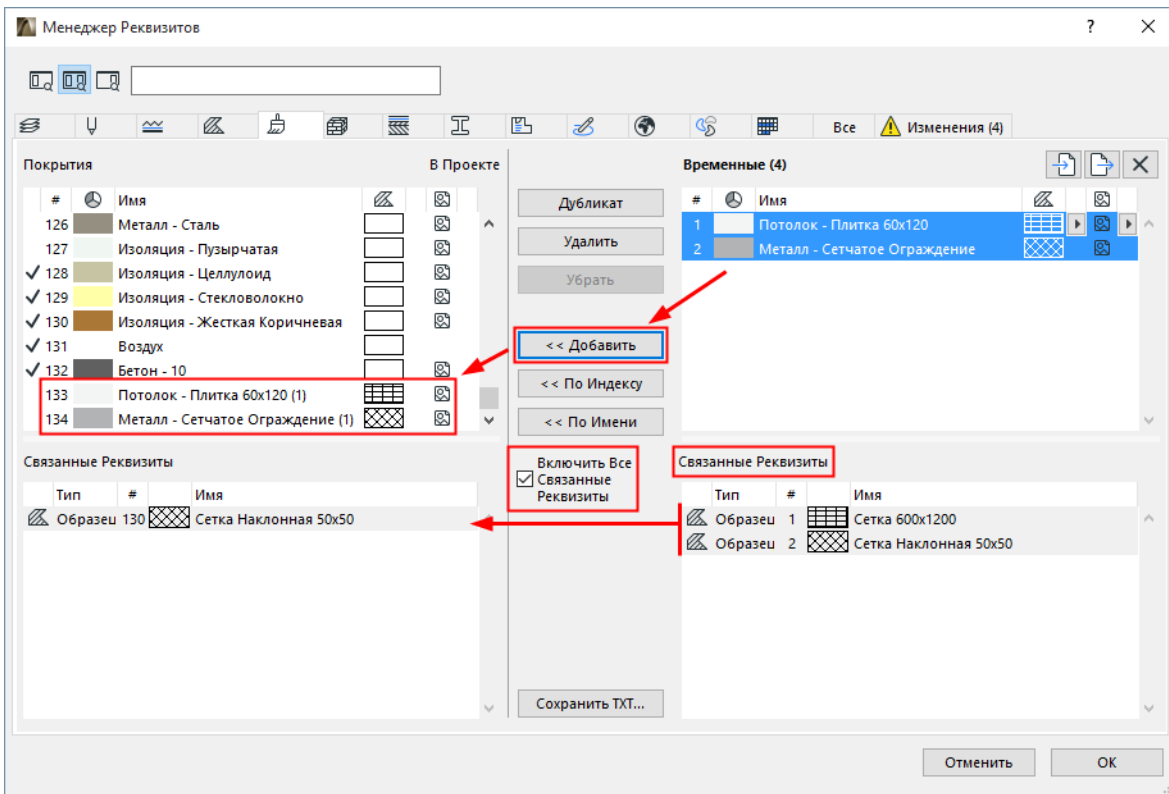 Менеджер Реквизитов ?
Все Изменения (4)
Покрытия В Проекте
# Имя
126 Металл - Сталь
127 Изоляция - Пузырчатая
128 Изоляция - Целлулоид
129 Изоляция - Стекловолокно
130 Изоляция - Жесткая Коричневая
131 Воздух
132 Бетон - 10
133 Потолок - Плитка 60x120 (1)
134 Металл - Сетчатое Ограждение (1)
Связанные Реквизиты
Тип # Имя
Образец 130 Сетка Наклонная 50x50
Дубликат
Удалить
Убрать
<< Добавить
<< По Индексу
<< По Имени
Включить Все
Связанные
Реквизиты
Сохранить TXT...
Временные (4)
# Имя
1 Потолок - Плитка 60x120
2 Металл - Сетчатое Ограждение
Связанные Реквизиты
Тип # Имя
Образец 1 Сетка 600x1200
Образец 2 Сетка Наклонная 50x50
Отменить OK